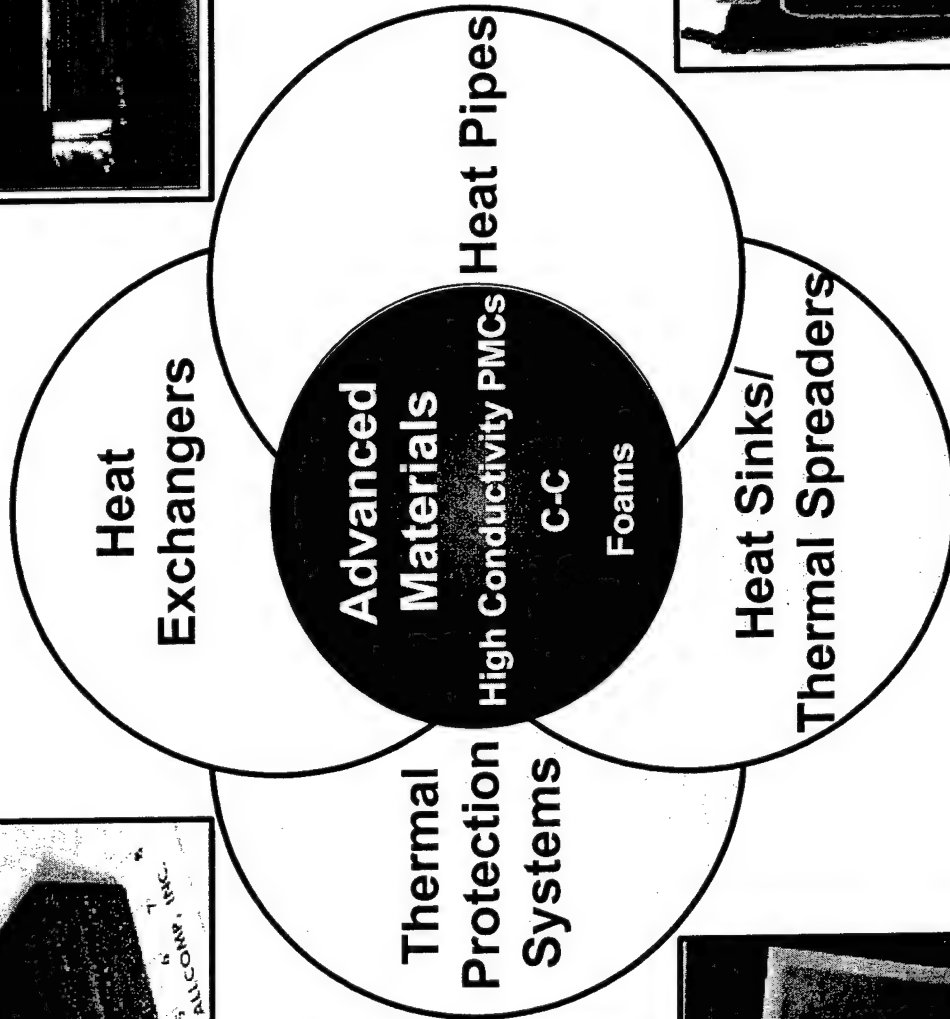 ALLCOMP, INC.
Heat
Exchangers
Thermal
Protection
Systems
Advanced
Materials
High Conductivity PMCs
C-C
Foams
Heat Pipes
Heat Sinks/
Thermal Spreaders